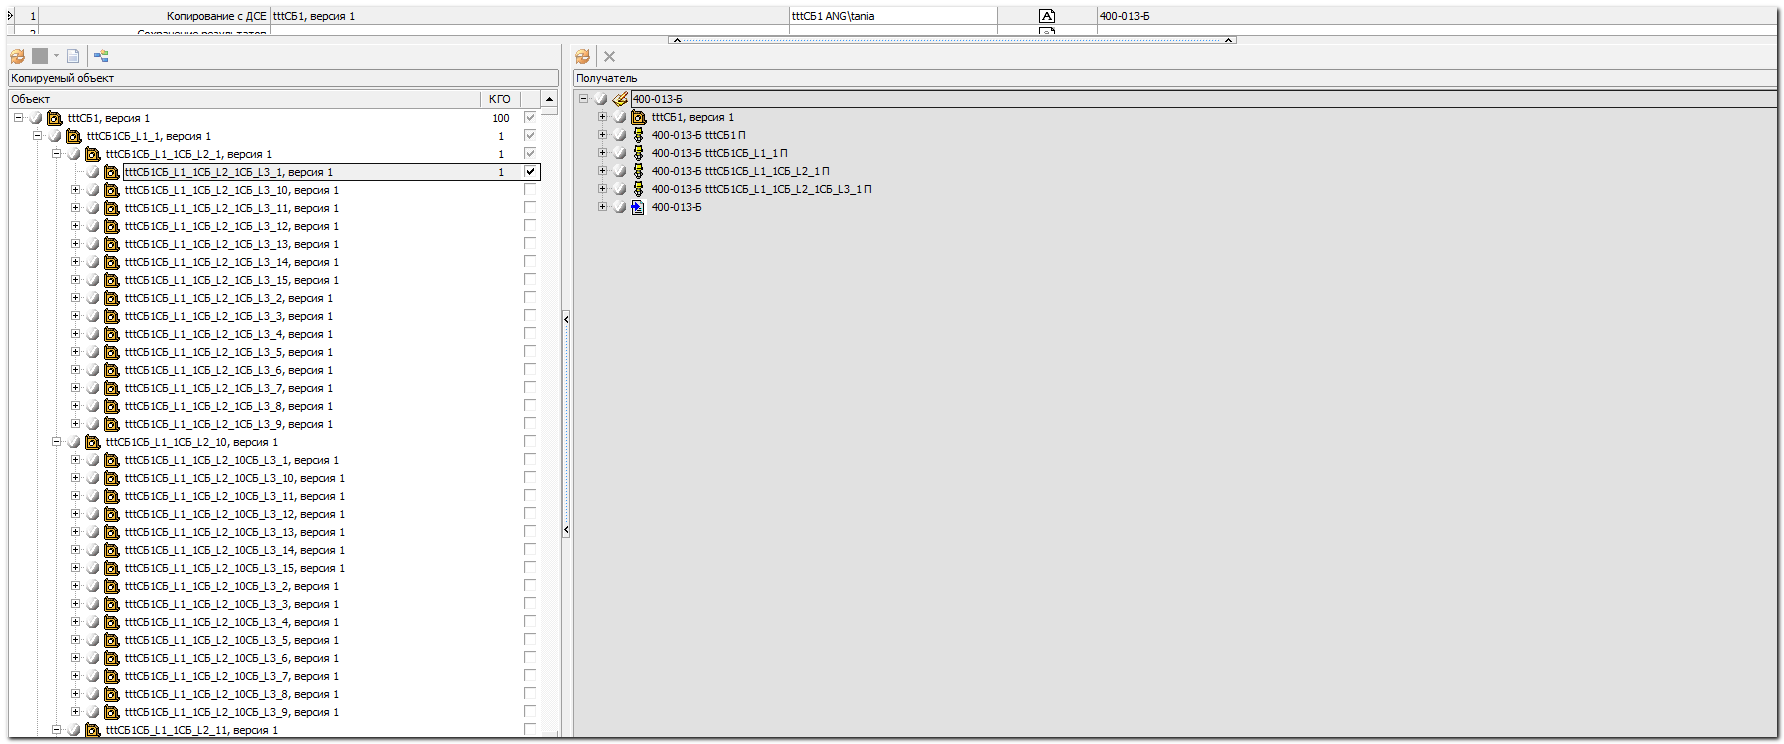 1 Копирование с ДСЕ tttСБ1, версия 1 tttСБ1 ANG\tania A 400-013-Б
2 Сохранение результатов
Копируемый объект
Объект КГО
tttСБ1, версия 1 100
tttСБ1СБ_L1_1, версия 1 1
tttСБ1СБ_L1_1СБ_L2_1, версия 1 1
tttСБ1СБ_L1_1СБ_L2_1СБ_L3_1, версия 1 1
tttСБ1СБ_L1_1СБ_L2_1СБ_L3_10, версия 1
tttСБ1СБ_L1_1СБ_L2_1СБ_L3_11, версия 1
tttСБ1СБ_L1_1СБ_L2_1СБ_L3_12, версия 1
tttСБ1СБ_L1_1СБ_L2_1СБ_L3_13, версия 1
tttСБ1СБ_L1_1СБ_L2_1СБ_L3_14, версия 1
tttСБ1СБ_L1_1СБ_L2_1СБ_L3_15, версия 1
tttСБ1СБ_L1_1СБ_L2_1СБ_L3_2, версия 1
tttСБ1СБ_L1_1СБ_L2_1СБ_L3_3, версия 1
tttСБ1СБ_L1_1СБ_L2_1СБ_L3_4, версия 1
tttСБ1СБ_L1_1СБ_L2_1СБ_L3_5, версия 1
tttСБ1СБ_L1_1СБ_L2_1СБ_L3_6, версия 1
tttСБ1СБ_L1_1СБ_L2_1СБ_L3_7, версия 1
tttСБ1СБ_L1_1СБ_L2_1СБ_L3_8, версия 1
tttСБ1СБ_L1_1СБ_L2_1СБ_L3_9, версия 1
tttСБ1СБ_L1_1СБ_L2_10, версия 1
tttСБ1СБ_L1_1СБ_L2_10СБ_L3_1, версия 1
tttСБ1СБ_L1_1СБ_L2_10СБ_L3_10, версия 1
tttСБ1СБ_L1_1СБ_L2_10СБ_L3_11, версия 1
tttСБ1СБ_L1_1СБ_L2_10СБ_L3_12, версия 1
tttСБ1СБ_L1_1СБ_L2_10СБ_L3_13, версия 1
tttСБ1СБ_L1_1СБ_L2_10СБ_L3_14, версия 1
tttСБ1СБ_L1_1СБ_L2_10СБ_L3_15, версия 1
tttСБ1СБ_L1_1СБ_L2_10СБ_L3_2, версия 1
tttСБ1СБ_L1_1СБ_L2_10СБ_L3_3, версия 1
tttСБ1СБ_L1_1СБ_L2_10СБ_L3_4, версия 1
tttСБ1СБ_L1_1СБ_L2_10СБ_L3_5, версия 1
tttСБ1СБ_L1_1СБ_L2_10СБ_L3_6, версия 1
tttСБ1СБ_L1_1СБ_L2_10СБ_L3_7, версия 1
tttСБ1СБ_L1_1СБ_L2_10СБ_L3_8, версия 1
tttСБ1СБ_L1_1СБ_L2_10СБ_L3_9, версия 1
tttСБ1СБ_L1_1СБ_L2_11, версия 1
Получатель
400-013-Б
tttСБ1, версия 1
400-013-Б tttСБ1 П
400-013-Б tttСБ1СБ_L1_1 П
400-013-Б tttСБ1СБ_L1_1СБ_L2_1 П
400-013-Б tttСБ1СБ_L1_1СБ_L2_1СБ_L3_1 П
400-013-Б